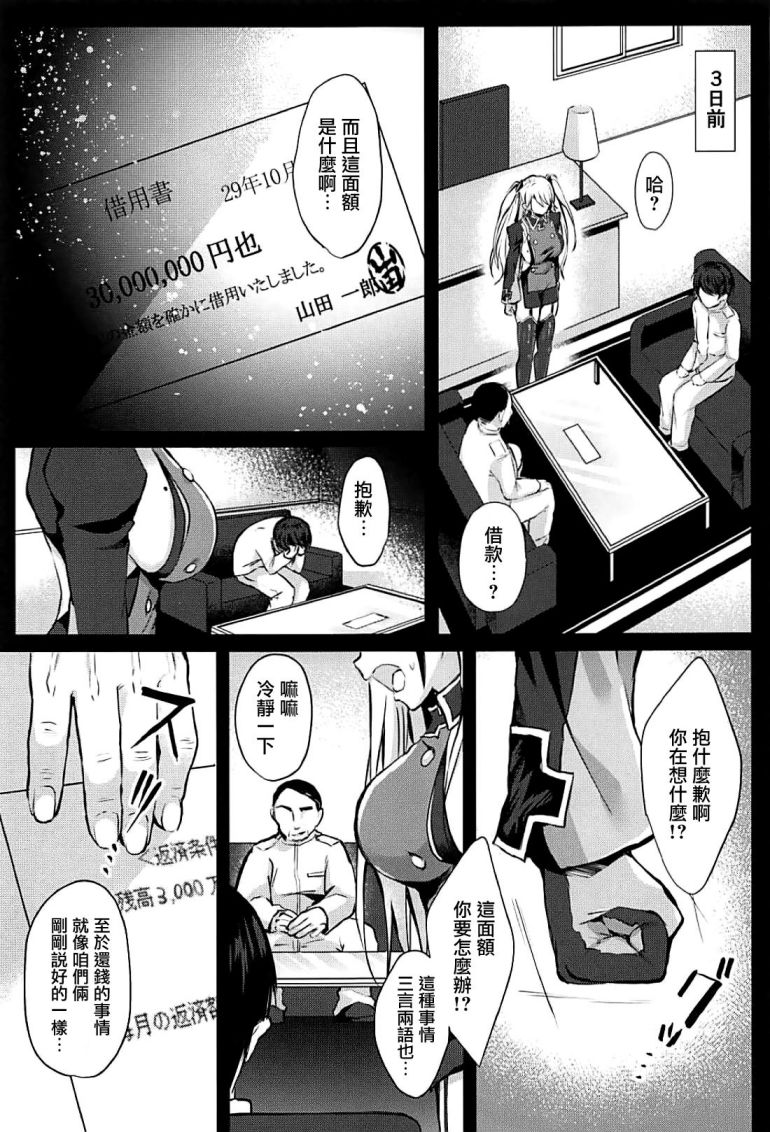 3日前
哈?
借款…?
而且這面額
是什麼啊…
借用書
29年10月
30,000,000円也
の金額を確かに借用いたしました。
山田 一郎
山田
抱歉…
抱什麼歉啊
你在想什麼!?
這面額
你要怎麼辦!?
這種事情
三言兩語也…
嘛嘛
冷靜一下
スッ
<返済条件
残高3,000万
毎月の返済額
至於還錢的事情
就像咱們倆
剛剛説好的一樣…